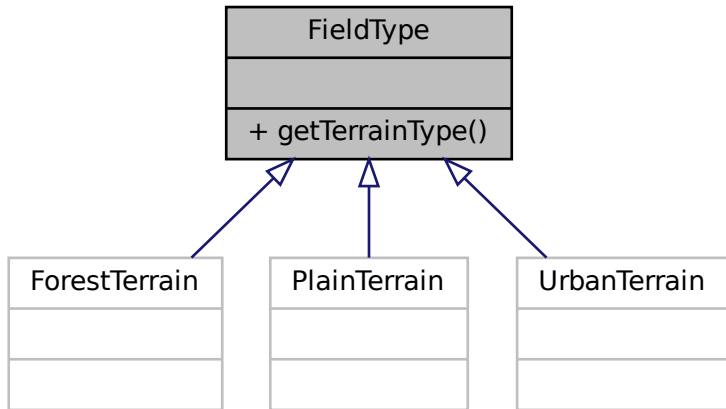 FieldType
+ getTerrainType()
ForestTerrain
PlainTerrain
UrbanTerrain